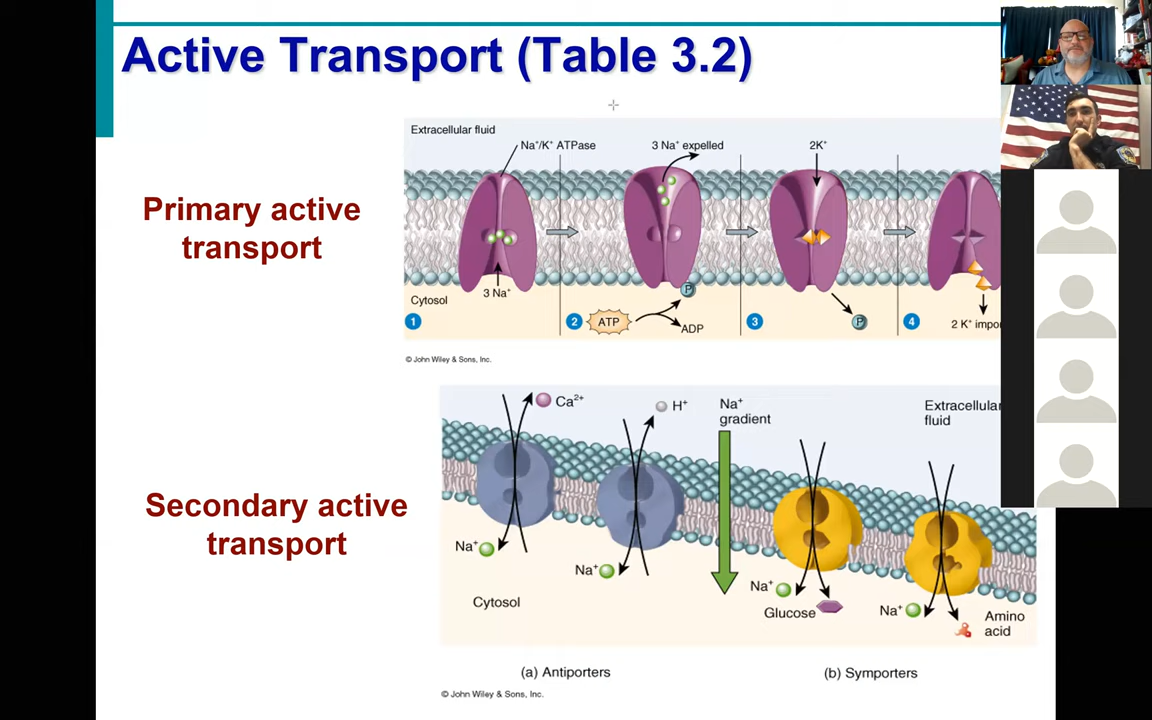 Active Transport (Table 3.2)
Primary active
transport
Extracellular fluid
Na⁺/K⁺ ATPase
3 Na⁺ expelled
2K⁺
3 Na⁺
Cytosol
P
P
1
2
ATP
ADP
3
4
2 K⁺ impo
© John Wiley & Sons, Inc.
Secondary active
transport
Ca²⁺
H⁺
Na⁺
gradient
Extracellular
fluid
Na⁺
Na⁺
Na⁺
Glucose
Na⁺
Amino
acid
Cytosol
(a) Antiporters
(b) Symporters
© John Wiley & Sons, Inc.